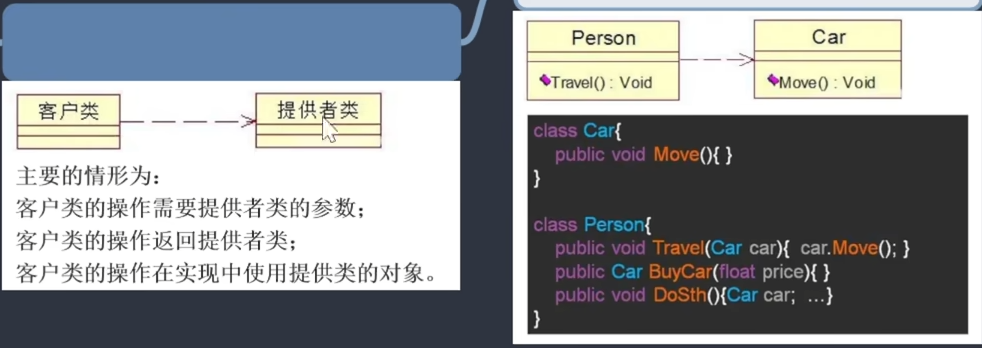 客户类
提供者类
主要的情形为：
客户类的操作需要提供者类的参数；
客户类的操作返回提供者类；
客户类的操作在实现中使用提供类的对象。
Person
Travel() : Void
Car
Move() : Void
class Car{
public void Move(){ }
}
class Person{
public void Travel(Car car){ car.Move(); }
public Car BuyCar(float price){ }
public void DoSth(){Car car; ...}
}